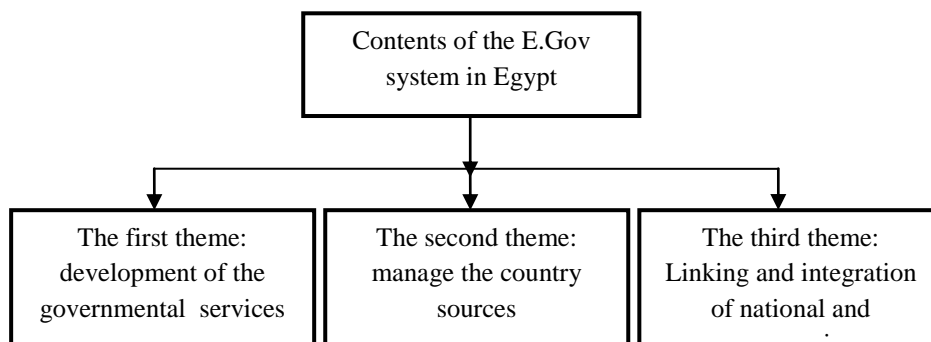 Contents of the E.Gov
system in Egypt
The first theme:
development of the
governmental services
The second theme:
manage the country
sources
The third theme:
Linking and integration
of national and